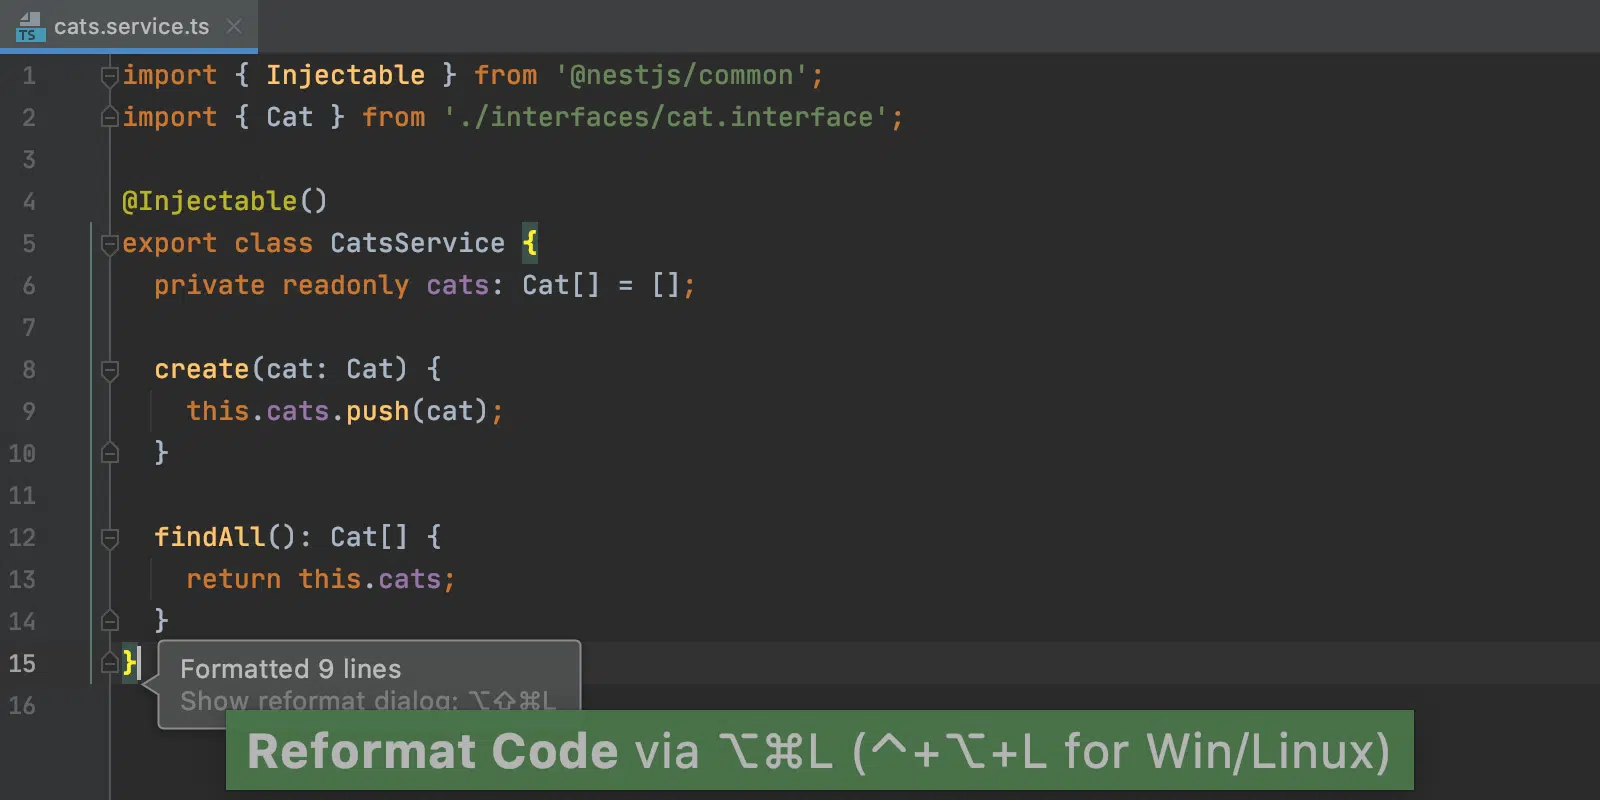 cats.service.ts
TS
1 import { Injectable } from '@nestjs/common';
2 import { Cat } from './interfaces/cat.interface';
3
4 @Injectable()
5 export class CatsService {
6   private readonly cats: Cat[] = [];
7
8   create(cat: Cat) {
9     this.cats.push(cat);
10   }
11
12   findAll(): Cat[] {
13     return this.cats;
14   }
15 }
Formatted 9 lines
Show reformat dialog: ⌥⇧⌘L
16
Reformat Code via ⌥⌘L (^+⌥+L for Win/Linux)